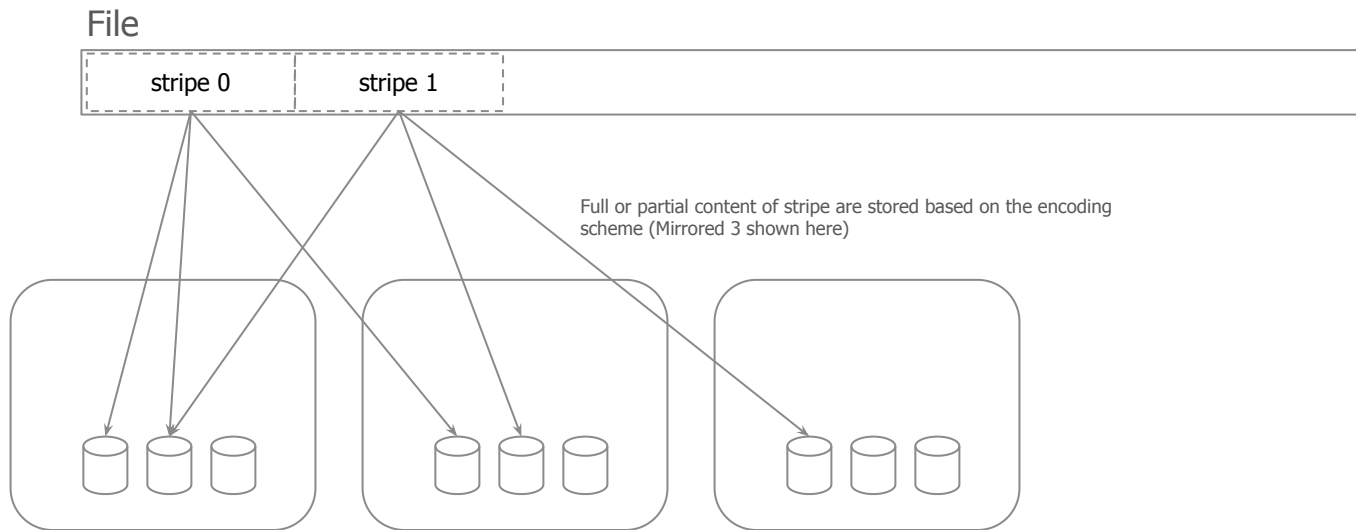 File
stripe 0
stripe 1
Full or partial content of stripe are stored based on the encoding
scheme (Mirrored 3 shown here)